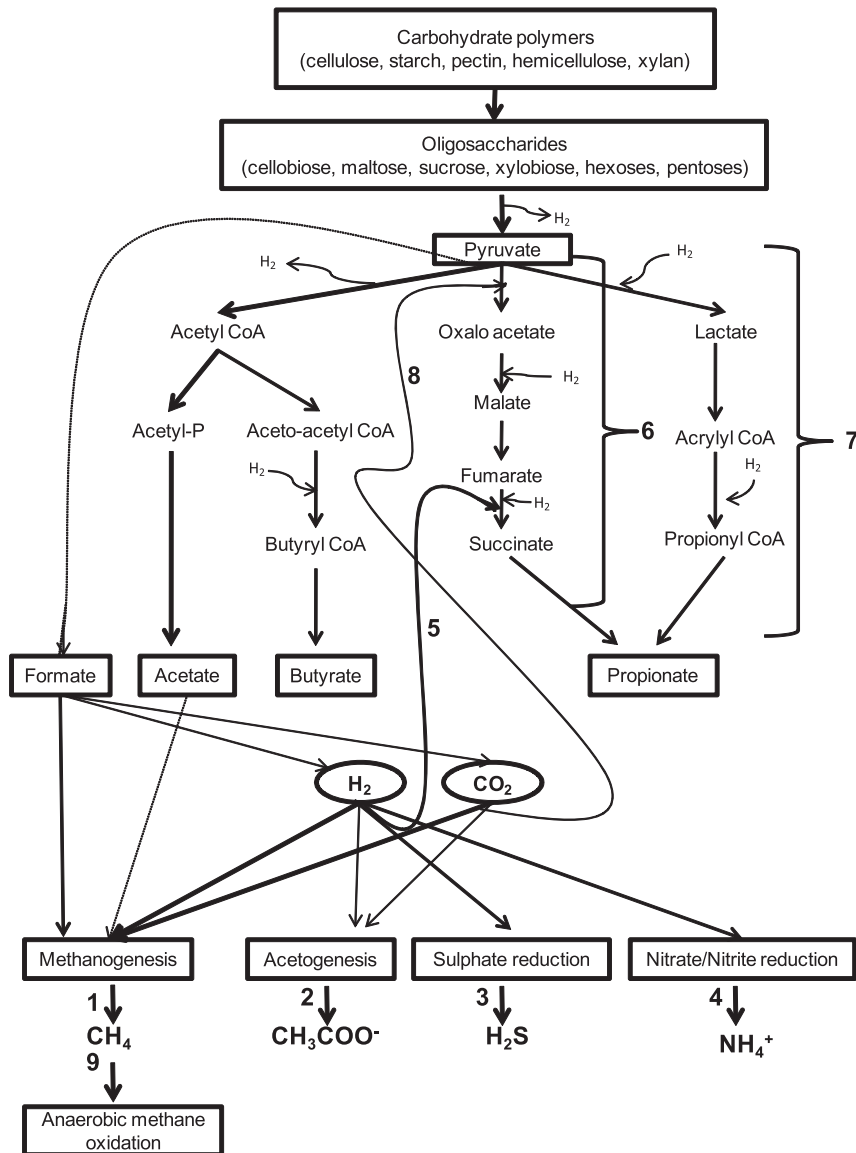 Carbohydrate polymers
(cellulose, starch, pectin, hemicellulose, xylan)
Oligosaccharides
(cellobiose, maltose, sucrose, xylobiose, hexoses, pentoses)
H₂
Pyruvate
H₂
H₂
Acetyl CoA
Oxalo acetate
Lactate
8
H₂
Malate
Acetyl-P
Aceto-acetyl CoA
6
Acrylyl CoA
7
H₂
Fumarate
H₂
H₂
Butyryl CoA
Succinate
Propionyl CoA
5
Formate
Acetate
Butyrate
Propionate
H₂
CO₂
Methanogenesis
Acetogenesis
Sulphate reduction
Nitrate/Nitrite reduction
1
2
3
4
CH₄
CH₃COO⁻
H₂S
NH₄⁺
9
Anaerobic methane
oxidation